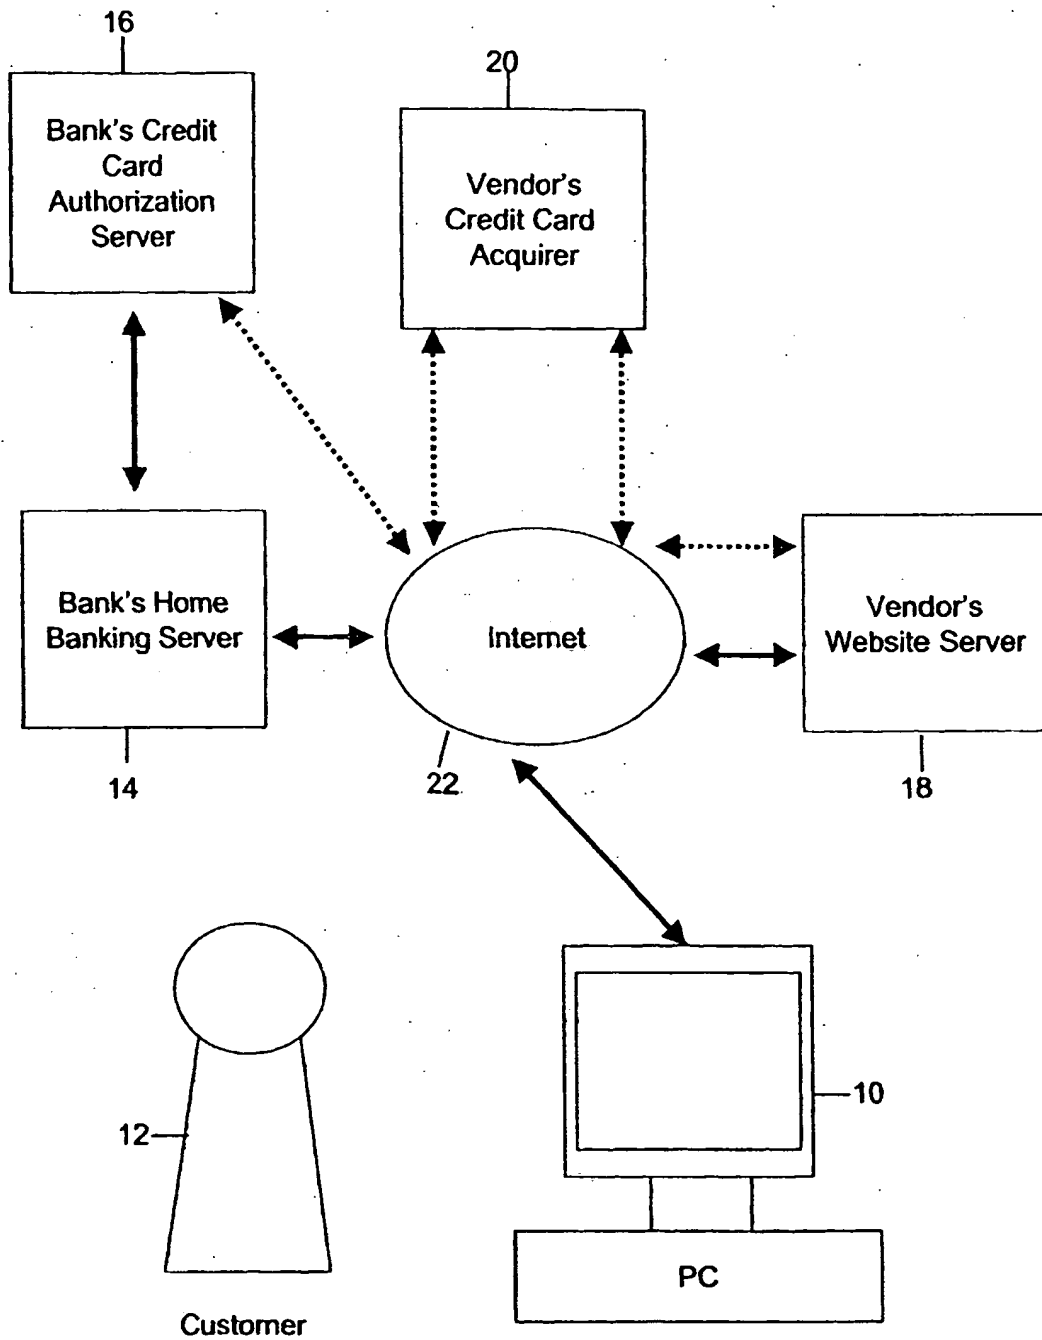 16
Bank's Credit
Card
Authorization
Server
20
Vendor's
Credit Card
Acquirer
Bank's Home
Banking Server
14
Internet
22
Vendor's
Website Server
18
12
Customer
10
PC